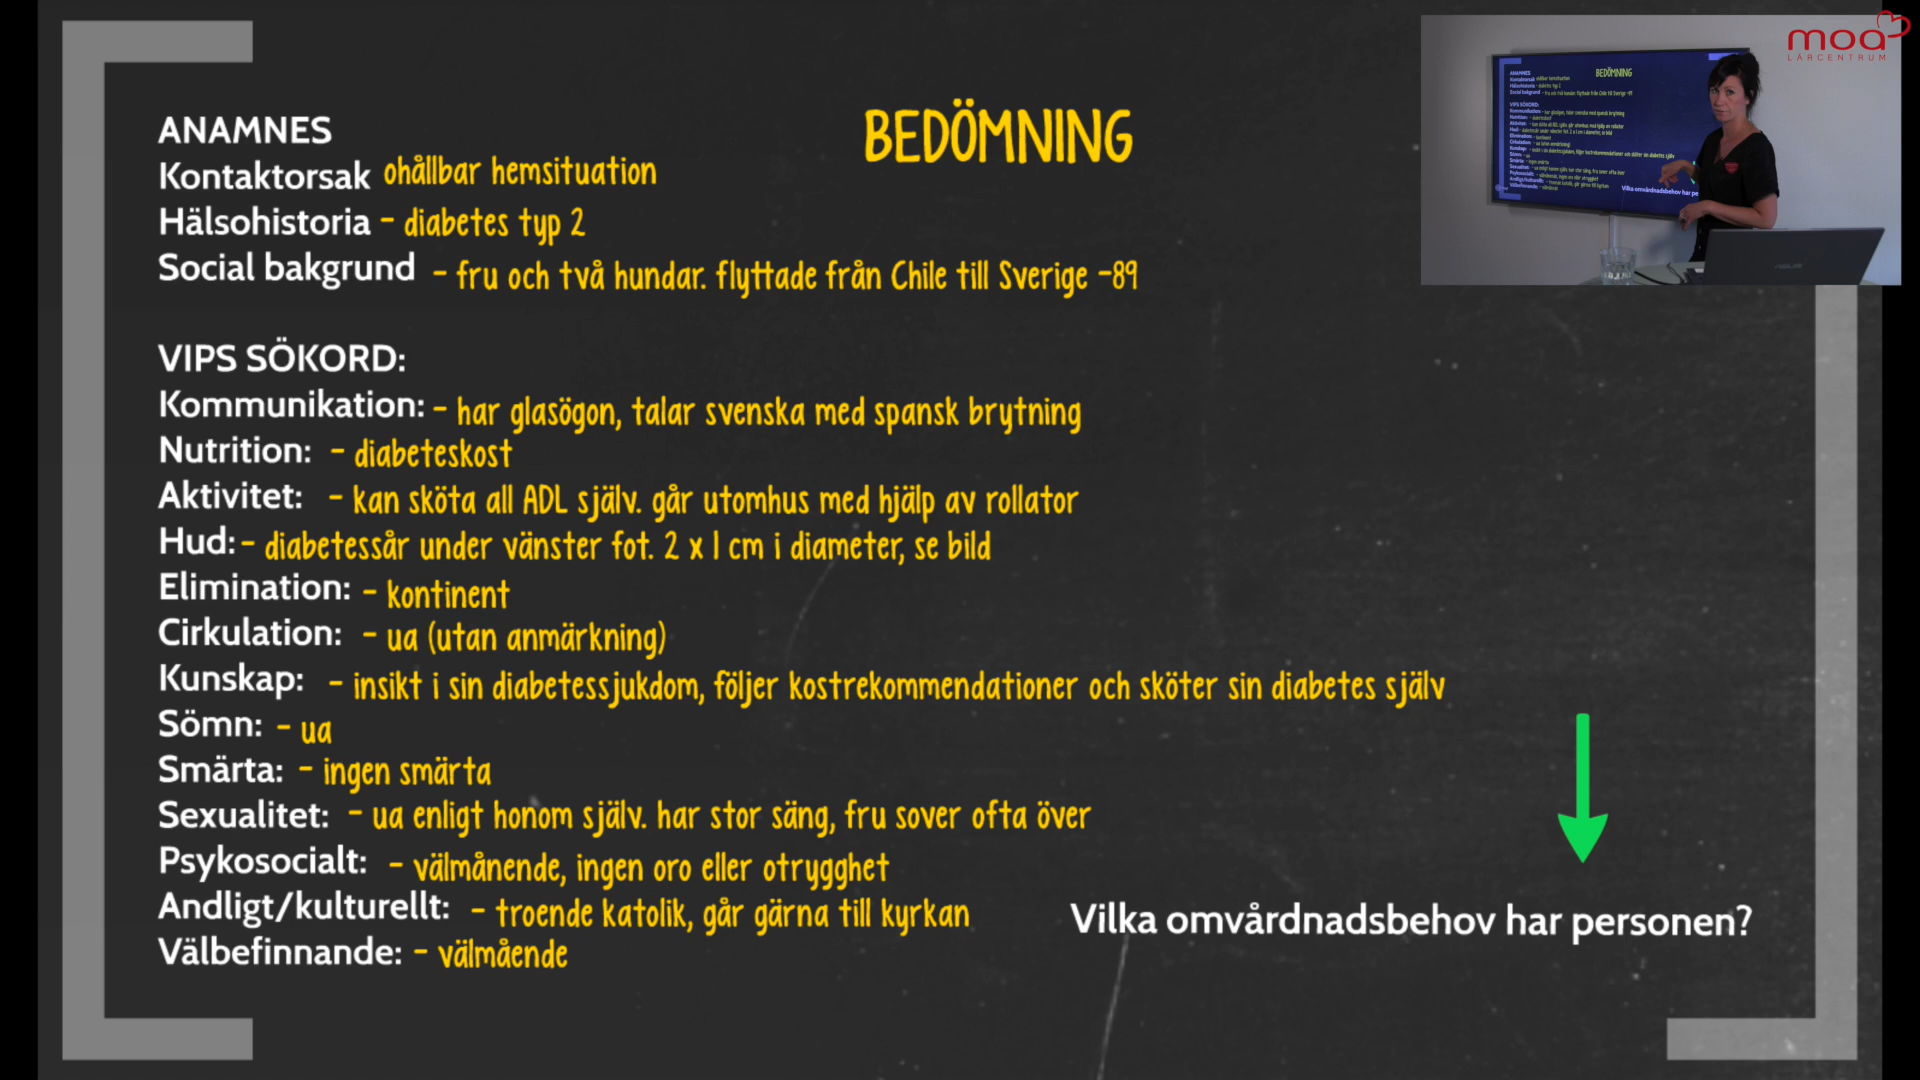 moa
LÄRCENTRUM
BEDÖMNING
ANAMNES
Kontaktorsak ohållbar hemsituation
Hälsohistoria - diabetes typ 2
Social bakgrund - fru och två hundar. flyttade från Chile till Sverige -89
VIPS SÖKORD:
Kommunikation: - har glasögon, talar svenska med spansk brytning
Nutrition: - diabeteskost
Aktivitet: - kan sköta all ADL själv. går utomhus med hjälp av rollator
Hud: - diabetessår under vänster fot. 2 x 1 cm i diameter, se bild
Elimination: - kontinent
Cirkulation: - ua (utan anmärkning)
Kunskap: - insikt i sin diabetessjukdom, följer kostrekommendationer och sköter sin diabetes själv
Sömn: - ua
Smärta: - ingen smärta
Sexualitet: - ua enligt honom själv. har stor säng, fru sover ofta över
Psykosocialt: - välmånende, ingen oro eller otrygghet
Andligt/kulturellt: - troende katolik, går gärna till kyrkan
Välbefinnande: - välmående
Vilka omvårdnadsbehov har personen?